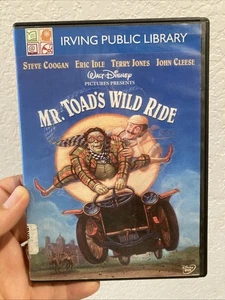 IRVING PUBLIC LIBRARY
STEVE COOGAN ERIC IDLE TERRY JONES JOHN CLEESE
WALT DISNEY
PICTURES PRESENTS
MR. TOAD'S WILD RIDE
DVD